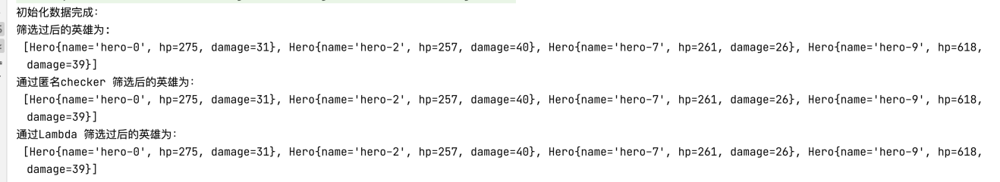 初始化数据完成：
筛选过后的英雄为：
[Hero{name='hero-0', hp=275, damage=31}, Hero{name='hero-2', hp=257, damage=40}, Hero{name='hero-7', hp=261, damage=26}, Hero{name='hero-9', hp=618,
damage=39}]
通过匿名checker 筛选后的英雄为：
[Hero{name='hero-0', hp=275, damage=31}, Hero{name='hero-2', hp=257, damage=40}, Hero{name='hero-7', hp=261, damage=26}, Hero{name='hero-9', hp=618,
damage=39}]
通过Lambda 筛选过后的英雄为：
[Hero{name='hero-0', hp=275, damage=31}, Hero{name='hero-2', hp=257, damage=40}, Hero{name='hero-7', hp=261, damage=26}, Hero{name='hero-9', hp=618,
damage=39}]